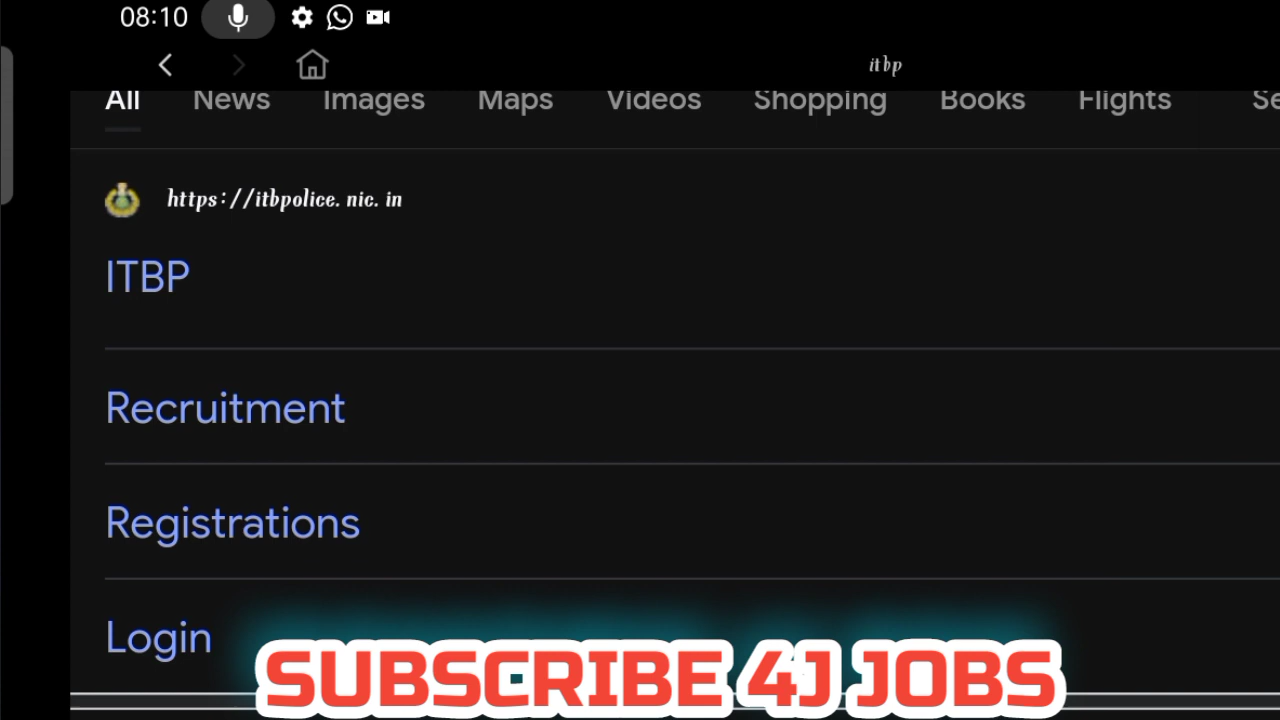 08:10
itbp
All News Images Maps Videos Shopping Books Flights Se
https://itbpolice. nic. in
ITBP
Recruitment
Registrations
Login
SUBSCRIBE 4J JOBS